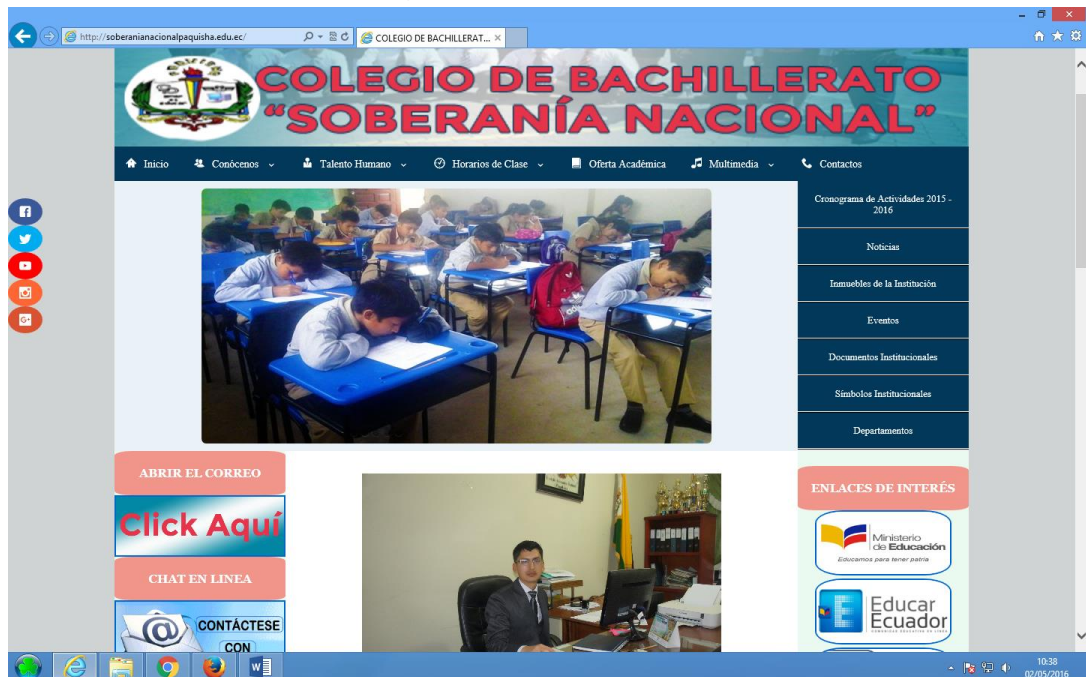 http://soberanianacionalpaquisha.edu.ec/
COLEGIO DE BACHILLERAT...
COLEGIO DE BACHILLERATO
“SOBERANÍA NACIONAL”
Inicio
Conócenos
Talento Humano
Horarios de Clase
Oferta Académica
Multimedia
Contactos
Cronograma de Actividades 2015 -
2016
Noticias
Inmuebles de la Institución
Eventos
Documentos Institucionales
Símbolos Institucionales
Departamentos
ABRIR EL CORREO
Click Aquí
CHAT EN LINEA
CONTÁCTESE
CON
ENLACES DE INTERÉS
Ministerio
de Educación
Educamos para tener patria
Educar
Ecuador
10:38
02/05/2016